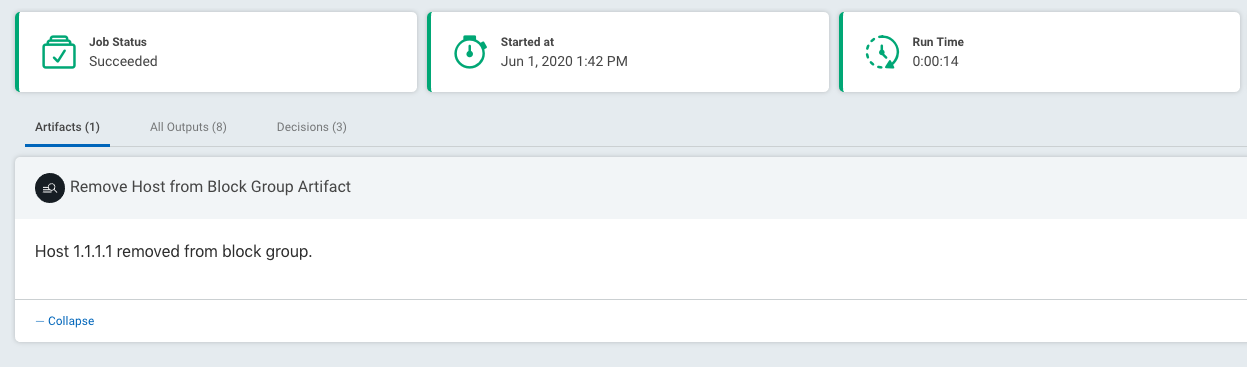 Job Status
Succeeded
Started at
Jun 1, 2020 1:42 PM
Run Time
0:00:14
Artifacts (1)
All Outputs (8)
Decisions (3)
Remove Host from Block Group Artifact
Host 1.1.1.1 removed from block group.
— Collapse